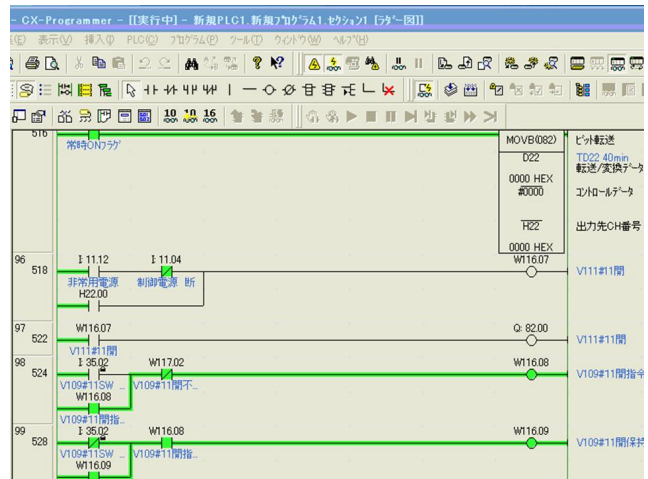 - CX-Programmer - [[実行中] - 新規PLC1.新規ﾌﾟﾛｸﾞﾗﾑ1.ｾｸｼｮﾝ1 [ﾗﾀﾞｰ図]]
(E) 表示(V) 挿入(I) PLC(C) ﾌﾟﾛｸﾞﾗﾑ(P) ﾂｰﾙ(T) ｳｨﾝﾄﾞｳ(W) ﾍﾙﾌﾟ(H)
10 10 16
516
常時ONﾌﾗｸﾞ
MOVB(082) ﾋﾞｯﾄ転送
D22 TD22 40min
転送/変換ﾃﾞｰﾀ
0000 HEX
#0000 ｺﾝﾄﾛｰﾙﾃﾞｰﾀ
H22 出力先CH番号
0000 HEX
96 I: 11.12 I: 11.04 W116.07
518 V111#11開
非常用電源 制御電源 断
H22.00
97 W116.07 Q: 82.00
522 V111#11開
V111#11開
98 I: 35.02 W117.02 W116.08
524 V109#11開指令
V109#11SW ... V109#11開不...
W116.08
V109#11開指...
99 I: 35.02 W116.08 W116.09
528 V109#11開(保持
V109#11SW ... V109#11開指...
W116.09